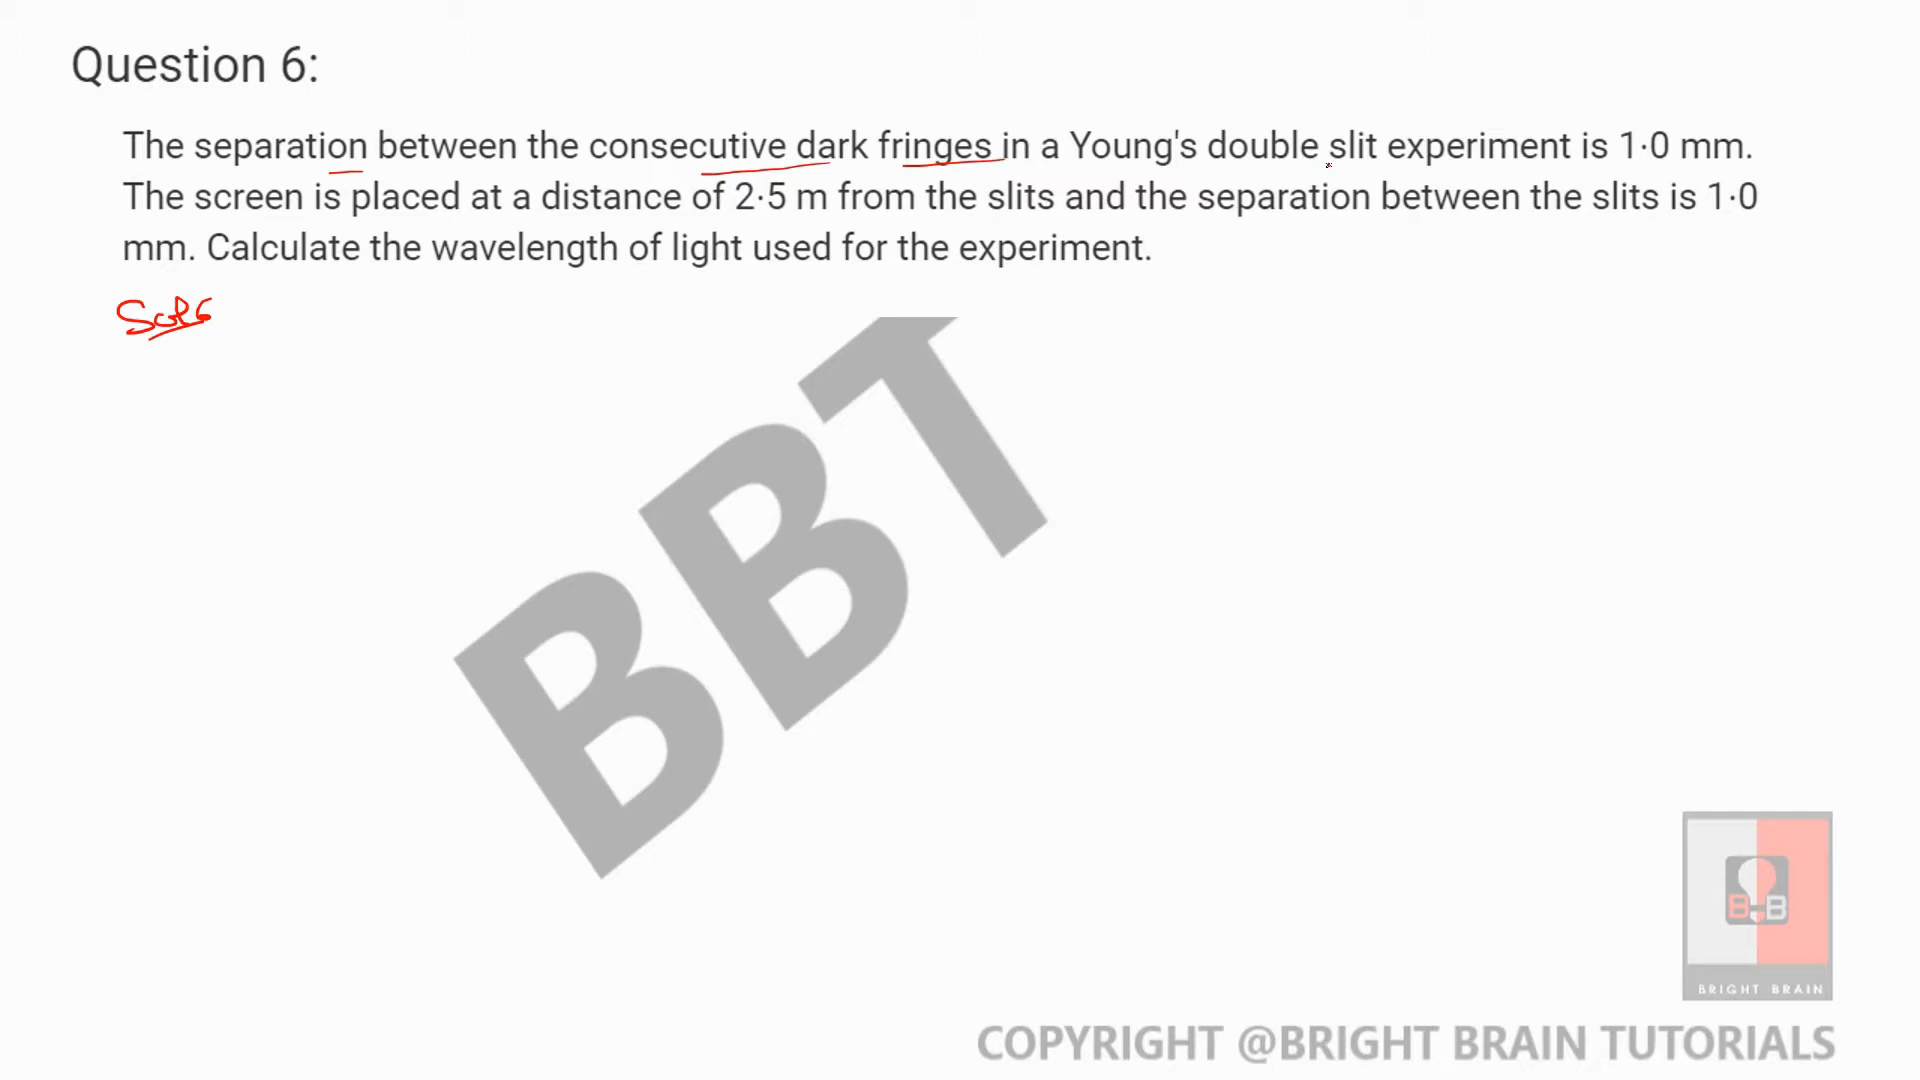 Question 6:
The separation between the consecutive dark fringes in a Young's double slit experiment is 1·0 mm.
The screen is placed at a distance of 2·5 m from the slits and the separation between the slits is 1·0
mm. Calculate the wavelength of light used for the experiment.
Sol 6
BBT
B B
BRIGHT BRAIN
COPYRIGHT @BRIGHT BRAIN TUTORIALS